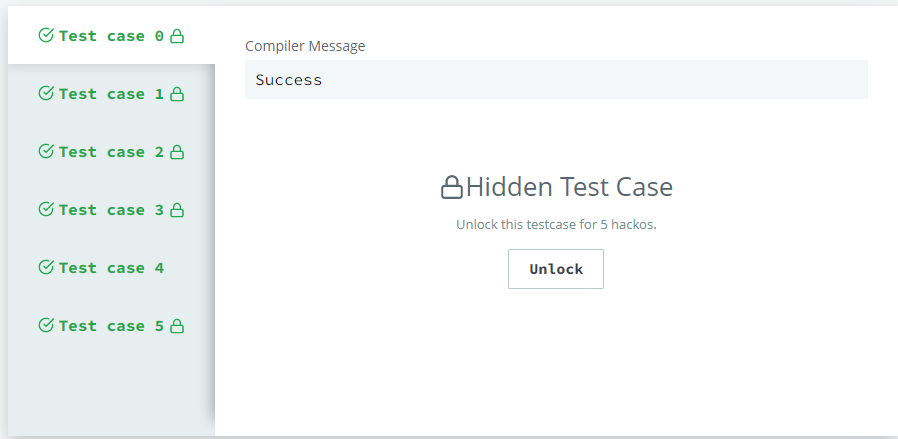 Test case 0
Test case 1
Test case 2
Test case 3
Test case 4
Test case 5
Compiler Message
Success
Hidden Test Case
Unlock this testcase for 5 hackos.
Unlock